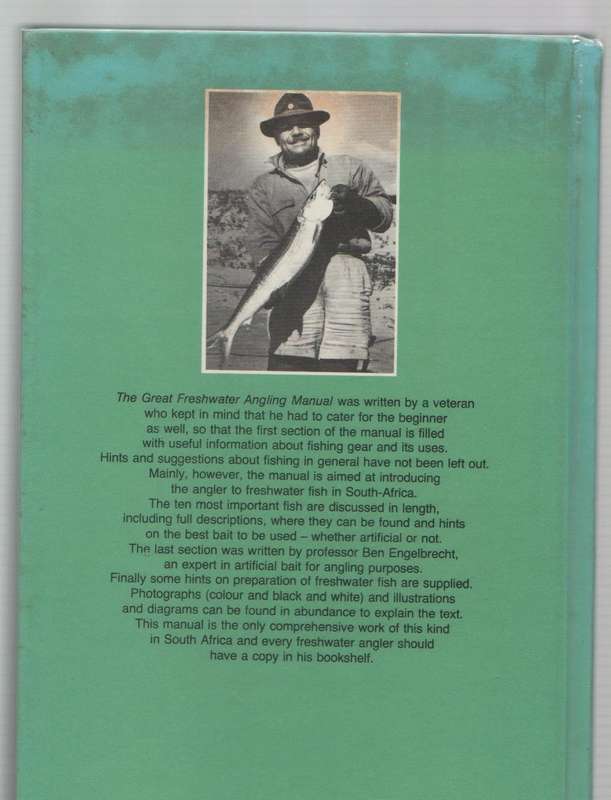 The Great Freshwater Angling Manual was written by a veteran
who kept in mind that he had to cater for the beginner
as well, so that the first section of the manual is filled
with useful information about fishing gear and its uses.
Hints and suggestions about fishing in general have not been left out.
Mainly, however, the manual is aimed at introducing
the angler to freshwater fish in South-Africa.
The ten most important fish are discussed in length,
including full descriptions, where they can be found and hints
on the best bait to be used – whether artificial or not.
The last section was written by professor Ben Engelbrecht,
an expert in artificial bait for angling purposes.
Finally some hints on preparation of freshwater fish are supplied.
Photographs (colour and black and white) and illustrations
and diagrams can be found in abundance to explain the text.
This manual is the only comprehensive work of this kind
in South Africa and every freshwater angler should
have a copy in his bookshelf.